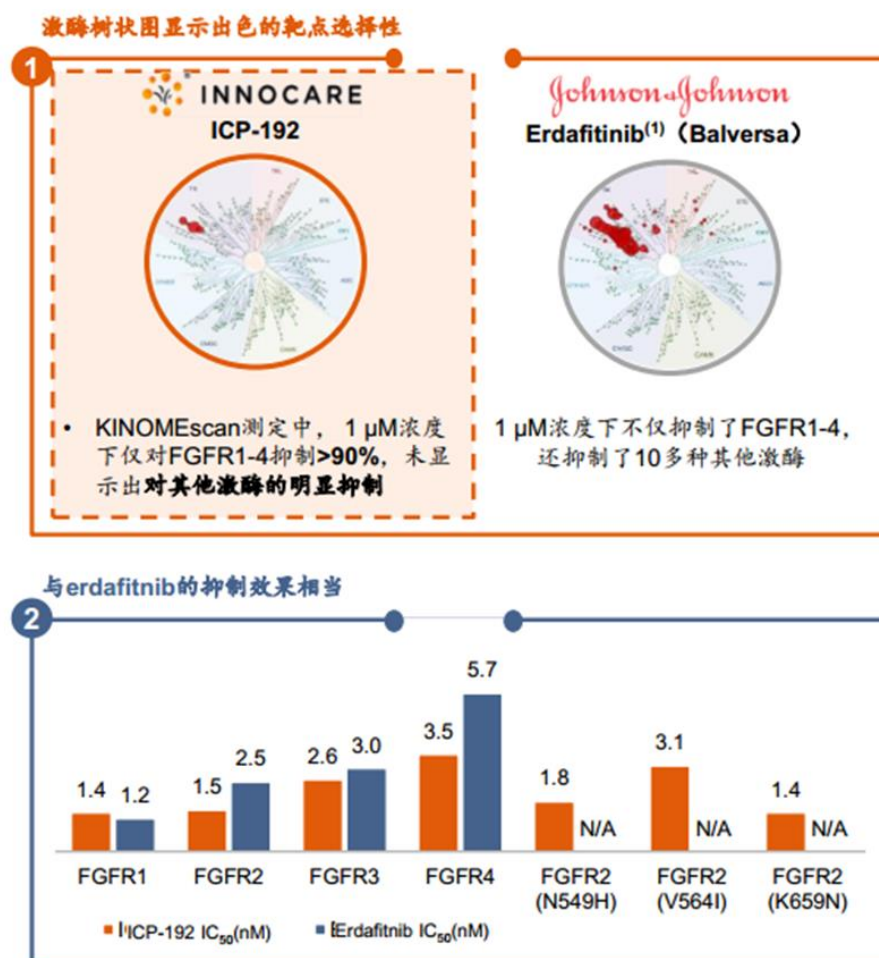 激酶树状图显示出色的靶点选择性
1
INNOCARE
ICP-192
Johnson & Johnson
Erdafitinib(1)（Balversa）
• KINOMEscan测定中， 1 μM浓度
下仅对FGFR1-4抑制>90%，未显
示出对其他激酶的明显抑制
1 μM浓度下不仅抑制了FGFR1-4，
还抑制了10多种其他激酶
与erdafitnib的抑制效果相当
2
1.4
1.2
1.5
2.5
2.6
3.0
3.5
5.7
1.8
N/A
3.1
N/A
1.4
N/A
FGFR1
FGFR2
FGFR3
FGFR4
FGFR2
(N549H)
FGFR2
(V564I)
FGFR2
(K659N)
ICP-192 IC50(nM)
Erdafitnib IC50(nM)